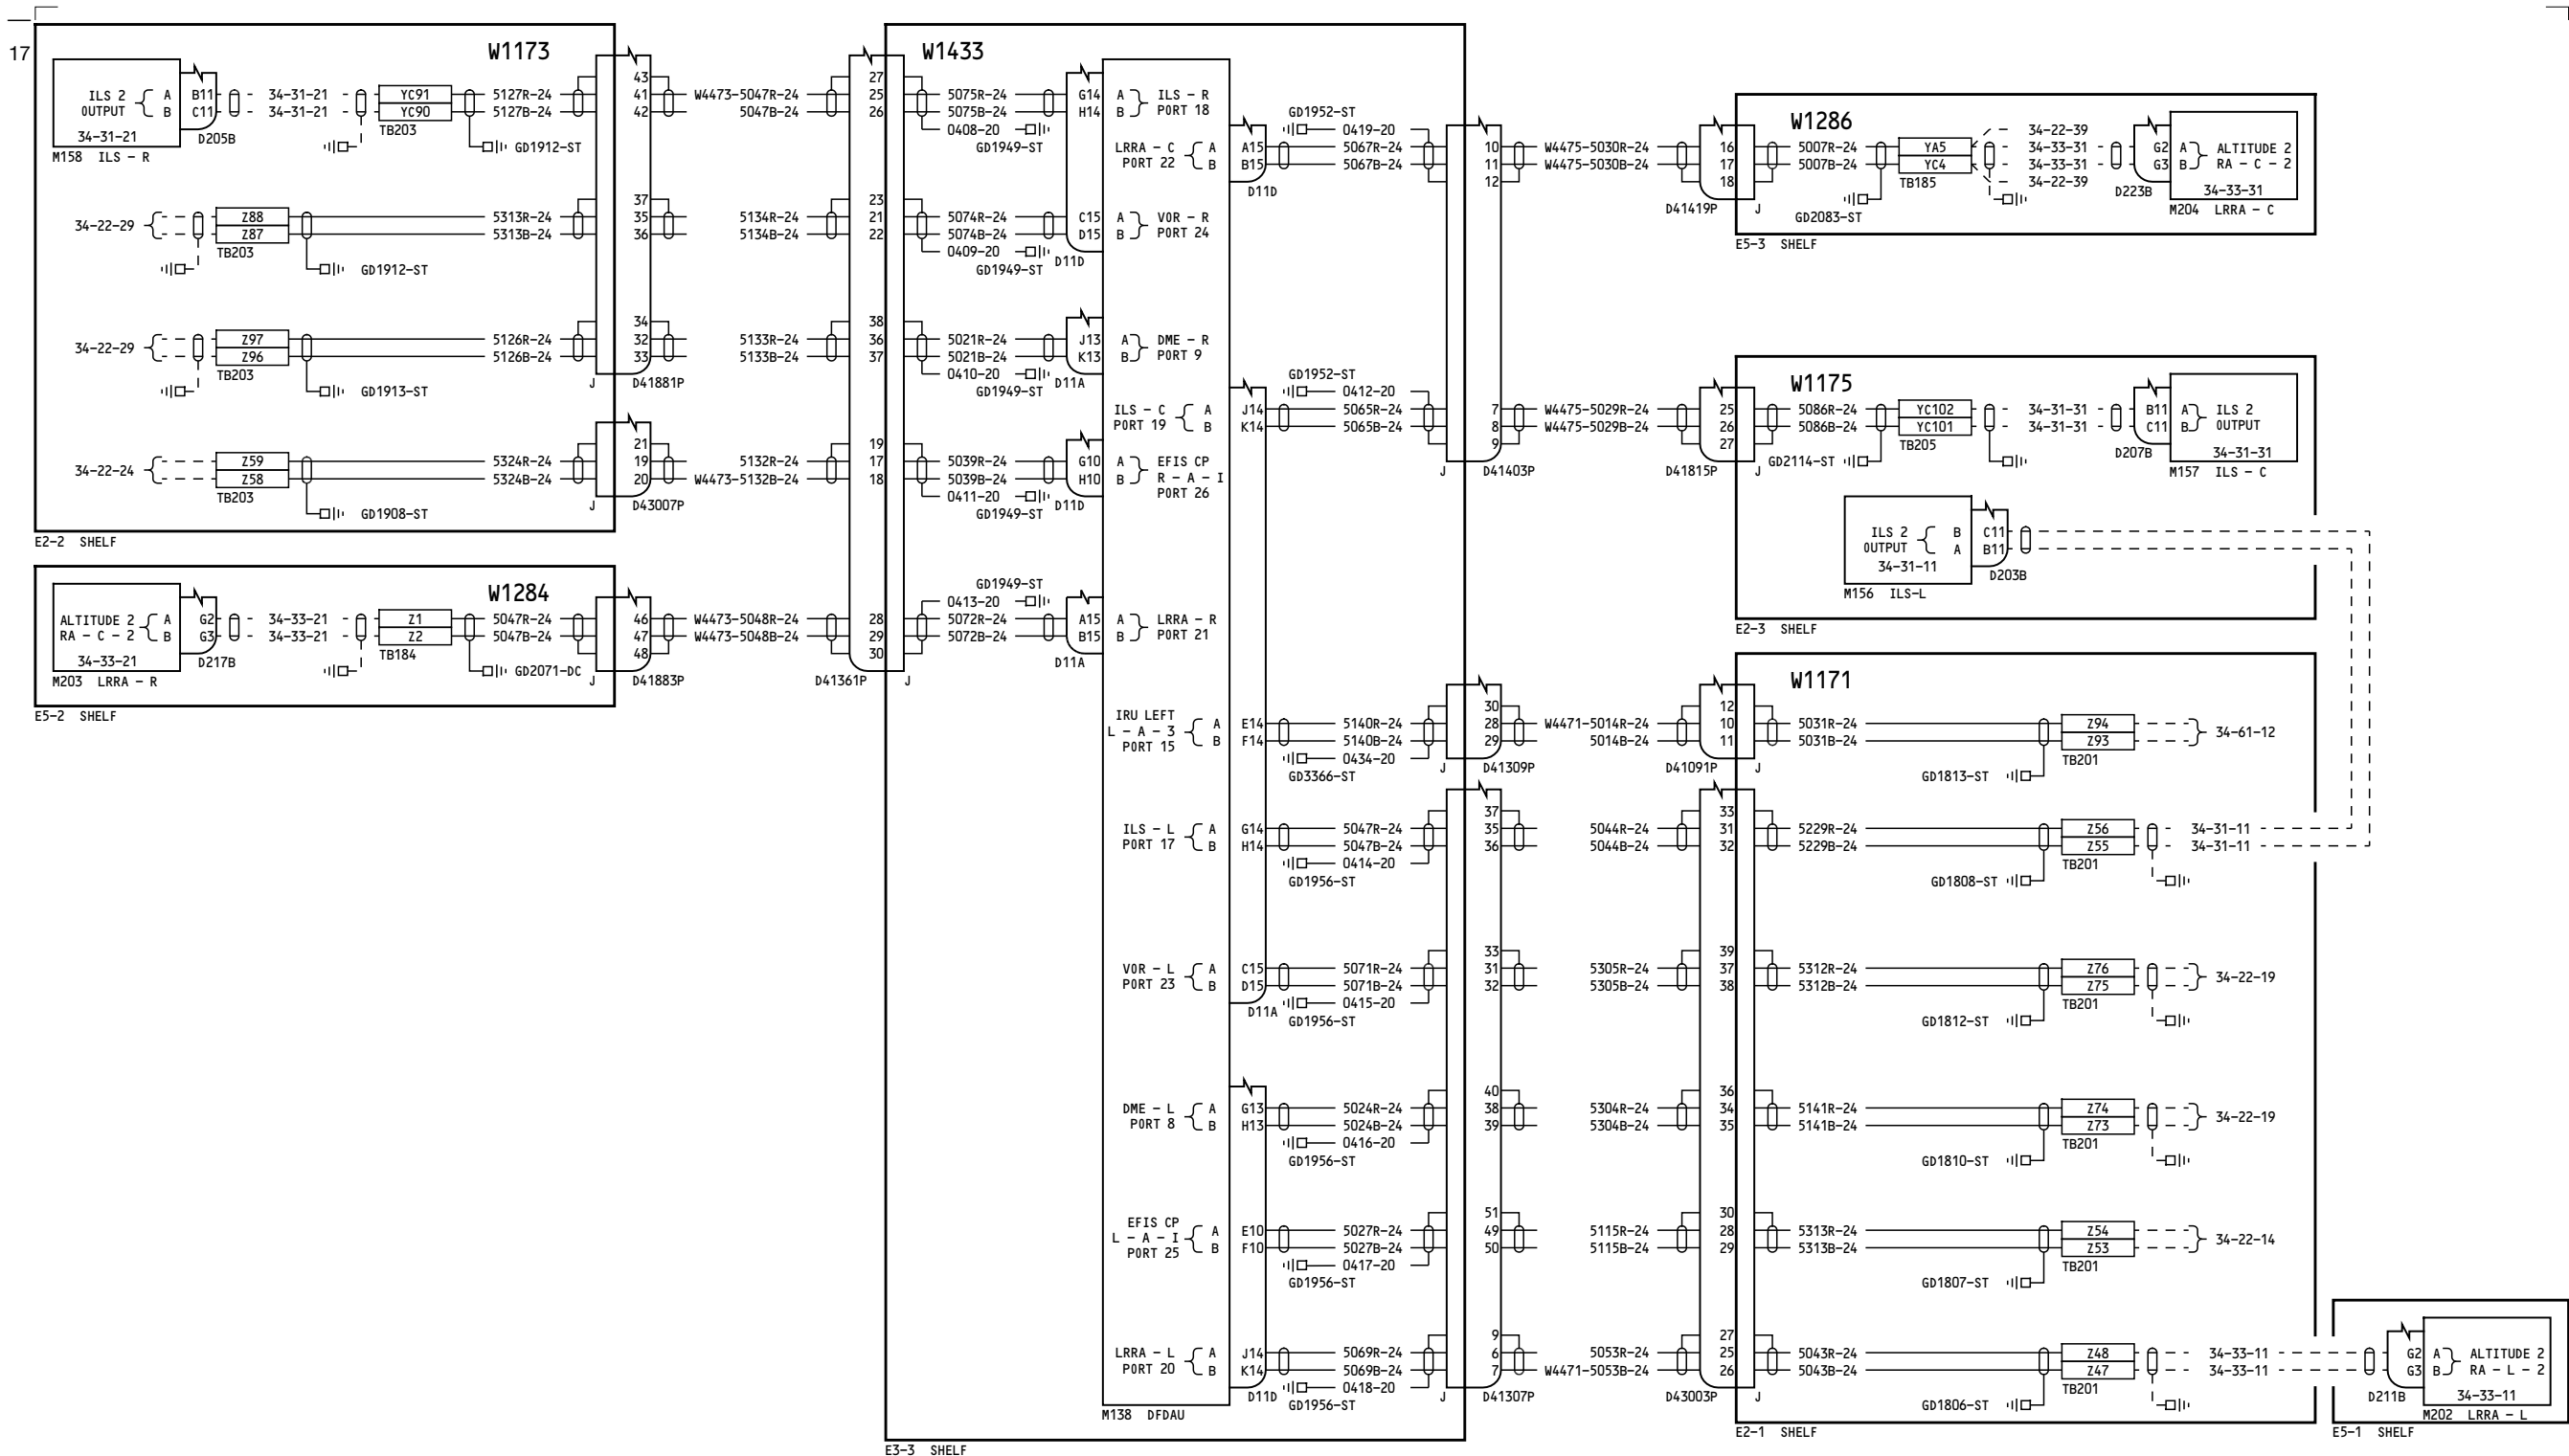 17
W1173
ILS 2 OUTPUT A B
B11
C11
34-31-21
34-31-21
34-31-21
M158 ILS - R
D205B
YC91
YC90
TB203
5127R-24
5127B-24
GD1912-ST
43
41
42
34-22-29
Z88
Z87
TB203
GD1912-ST
5313R-24
5313B-24
37
35
36
34-22-29
Z97
Z96
TB203
GD1913-ST
5126R-24
5126B-24
34
32
33
J D41881P
34-22-24
Z59
Z58
TB203
GD1908-ST
5324R-24
5324B-24
21
19
20
J D43007P
E2-2 SHELF
W1284
ALTITUDE 2 A
RA - C - 2 B
G2
G3
34-33-21
34-33-21
34-33-21
M203 LRRA - R
D217B
Z1
Z2
TB184
5047R-24
5047B-24
GD2071-DC
46
47
48
J D41883P
E5-2 SHELF
W4473-5047R-24
5047B-24
5134R-24
5134B-24
5133R-24
5133B-24
5132R-24
W4473-5132B-24
W4473-5048R-24
W4473-5048B-24
27
25
26
23
21
22
38
36
37
19
17
18
28
29
30
D41361P J
W1433
5075R-24
5075B-24
0408-20
GD1949-ST
G14
H14
A B ILS - R
PORT 18
5074R-24
5074B-24
0409-20
GD1949-ST
C15
D15
D11D
A B VOR - R
PORT 24
5021R-24
5021B-24
0410-20
GD1949-ST
J13
K13
D11A
A B DME - R
PORT 9
5039R-24
5039B-24
0411-20
GD1949-ST
G10
H10
D11D
A B EFIS CP
R - A - I
PORT 26
GD1949-ST
0413-20
5072R-24
5072B-24
A15
B15
D11A
A B LRRA - R
PORT 21
LRRA - C A
PORT 22 B
A15
B15
D11D
GD1952-ST
0419-20
5067R-24
5067B-24
10
11
12
ILS - C A
PORT 19 B
J14
K14
GD1952-ST
0412-20
5065R-24
5065B-24
7
8
9
J D41403P
IRU LEFT
L - A - 3
PORT 15
A
B
E14
F14
5140R-24
5140B-24
0434-20
GD3366-ST
30
28
29
J D41309P
ILS - L A
PORT 17 B
G14
H14
5047R-24
5047B-24
0414-20
GD1956-ST
37
35
36
VOR - L A
PORT 23 B
C15
D15
D11A
5071R-24
5071B-24
0415-20
GD1956-ST
33
31
32
DME - L A
PORT 8 B
G13
H13
5024R-24
5024B-24
0416-20
GD1956-ST
40
38
39
EFIS CP
L - A - I
PORT 25
A
B
E10
F10
5027R-24
5027B-24
0417-20
GD1956-ST
51
49
50
LRRA - L A
PORT 20 B
J14
K14
D11D
5069R-24
5069B-24
0418-20
GD1956-ST
9
6
7
J D41307P
M138 DFDAU
E3-3 SHELF
W4475-5030R-24
W4475-5030B-24
W4475-5029R-24
W4475-5029B-24
W4471-5014R-24
5014B-24
5044R-24
5044B-24
5305R-24
5305B-24
5304R-24
5304B-24
5115R-24
5115B-24
5053R-24
W4471-5053B-24
W1286
16
17
18
D41419P J
5007R-24
5007B-24
GD2083-ST
YA5
YC4
TB185
34-22-39
34-33-31
34-33-31
34-22-39
G2
G3
D223B
A B ALTITUDE 2
RA - C - 2
34-33-31
M204 LRRA - C
E5-3 SHELF
W1175
25
26
27
D41815P J
5086R-24
5086B-24
GD2114-ST
YC102
YC101
TB205
34-31-31
34-31-31
B11
C11
D207B
A B ILS 2
OUTPUT
34-31-31
M157 ILS - C
ILS 2 B
OUTPUT A
C11
B11
34-31-11
D203B
M156 ILS-L
E2-3 SHELF
W1171
12
10
11
D41091P J
5031R-24
5031B-24
GD1813-ST
Z94
Z93
TB201
34-61-12
33
31
32
5229R-24
5229B-24
GD1808-ST
Z56
Z55
TB201
34-31-11
34-31-11
39
37
38
5312R-24
5312B-24
GD1812-ST
Z76
Z75
TB201
34-22-19
36
34
35
5141R-24
5141B-24
GD1810-ST
Z74
Z73
TB201
34-22-19
30
28
29
5313R-24
5313B-24
GD1807-ST
Z54
Z53
TB201
34-22-14
27
25
26
D43003P J
5043R-24
5043B-24
GD1806-ST
Z48
Z47
TB201
34-33-11
34-33-11
E2-1 SHELF
G2
G3
D211B
A B ALTITUDE 2
RA - L - 2
34-33-11
M202 LRRA - L
E5-1 SHELF